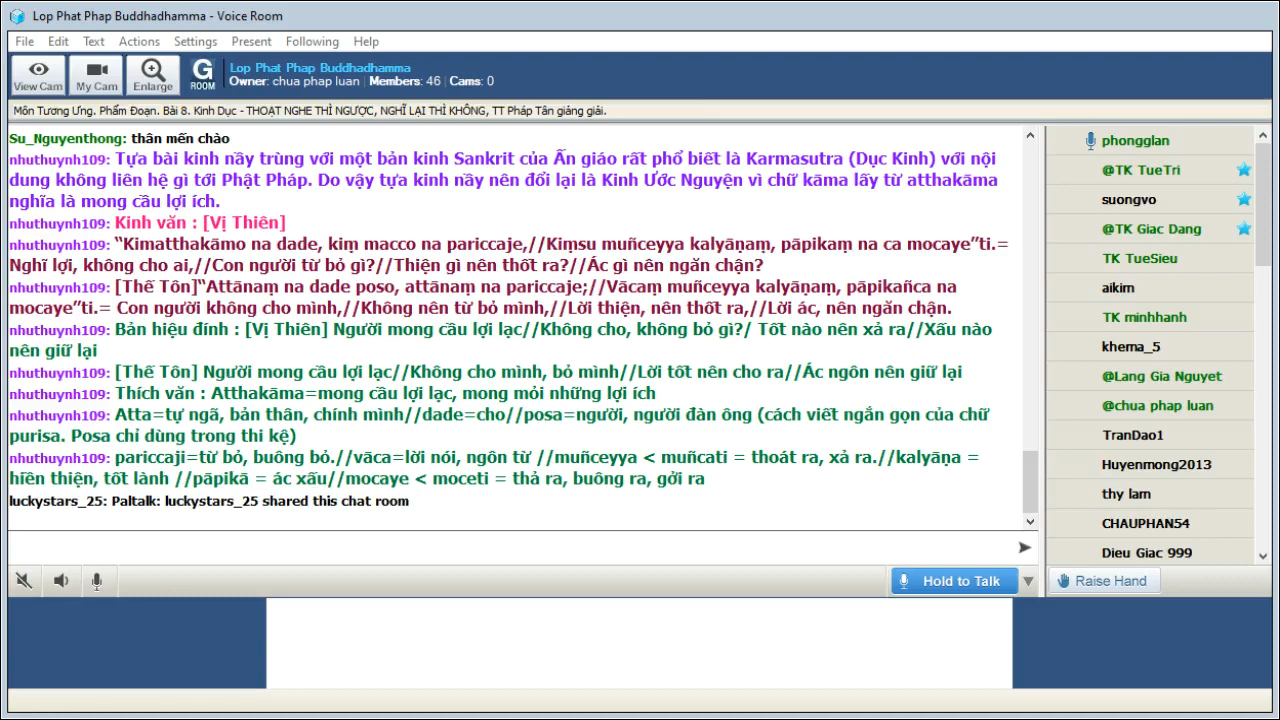 Lop Phat Phap Buddhadhamma - Voice Room
File Edit Text Actions Settings Present Following Help
View Cam My Cam Enlarge G ROOM
Lop Phat Phap Buddhadhamma
Owner: chua phap luan | Members: 46 | Cams: 0
Môn Tương Ưng. Phẩm Đoạn. Bài 8. Kinh Dục - THOẠT NGHE THÌ NGƯỢC, NGHĨ LẠI THÌ KHÔNG, TT Pháp Tân giảng giải.
Su_Nguyenthong: thân mến chào
nhuthuynh109: Tựa bài kinh nầy trùng với một bản kinh Sankrit của Ấn giáo rất phổ biết là Karmasutra (Dục Kinh) với nội
dung không liên hệ gì tới Phật Pháp. Do vậy tựa kinh nầy nên đổi lại là Kinh Ước Nguyện vì chữ kāma lấy từ atthakāma
nghĩa là mong cầu lợi ích.
nhuthuynh109: Kinh văn : [Vị Thiên]
nhuthuynh109: “Kimatthakāmo na dade, kiṃ macco na pariccaje,//Kiṃsu muñceyya kalyāṇaṃ, pāpikaṃ na ca mocaye”ti.=
Nghĩ lợi, không cho ai,//Con người từ bỏ gì?//Thiện gì nên thốt ra?//Ác gì nên ngăn chận?
nhuthuynh109: [Thế Tôn]“Attānaṃ na dade poso, attānaṃ na pariccaje;//Vācaṃ muñceyya kalyāṇaṃ, pāpikañca na
mocaye”ti.= Con người không cho mình,//Không nên từ bỏ mình,//Lời thiện, nên thốt ra,//Lời ác, nên ngăn chận.
nhuthuynh109: Bản hiệu đính : [Vị Thiên] Người mong cầu lợi lạc//Không cho, không bỏ gì?/ Tốt nào nên xả ra//Xấu nào
nên giữ lại
nhuthuynh109: [Thế Tôn] Người mong cầu lợi lạc//Không cho mình, bỏ mình//Lời tốt nên cho ra//Ác ngôn nên giữ lại
nhuthuynh109: Thích văn : Atthakāma=mong cầu lợi lạc, mong mỏi những lợi ích
nhuthuynh109: Atta=tự ngã, bản thân, chính mình//dade=cho//posa=người, người đàn ông (cách viết ngắn gọn của chữ
purisa. Posa chỉ dùng trong thi kệ)
nhuthuynh109: pariccaji=từ bỏ, buông bỏ.//vāca=lời nói, ngôn từ //muñceyya < muñcati = thoát ra, xả ra.//kalyāṇa =
hiền thiện, tốt lành //pāpikā = ác xấu//mocaye < moceti = thả ra, buông ra, gởi ra
luckystars_25: Paltalk: luckystars_25 shared this chat room
phongglan
@TK TueTri
suongvo
@TK Giac Dang
TK TueSieu
aikim
TK minhhanh
khema_5
@Lang Gia Nguyet
@chua phap luan
TranDao1
Huyenmong2013
thy lam
CHAUPHAN54
Dieu Giac 999
Hold to Talk
Raise Hand